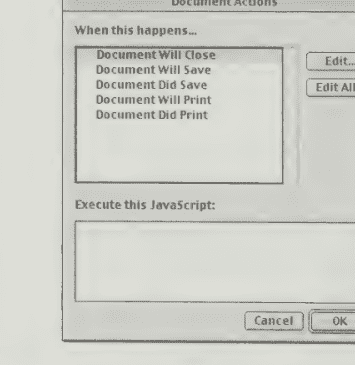 Document Actions
When this happens...
Document Will Close
Document Will Save
Document Did Save
Document Will Print
Document Did Print
Edit...
Edit All
Execute this JavaScript:
Cancel
OK